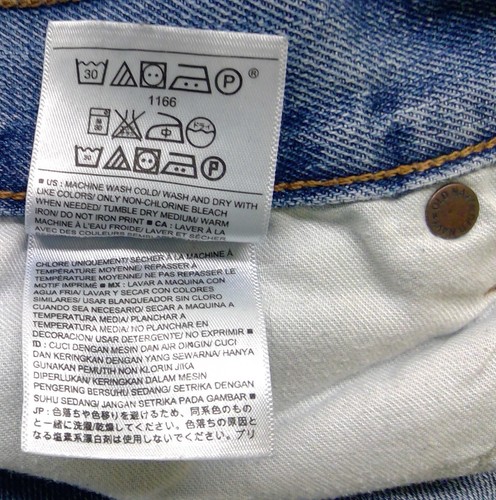 30 P ®
1166
30 中 ドライ
30 P
■ US : MACHINE WASH COLD/ WASH AND DRY WITH
LIKE COLORS/ ONLY NON-CHLORINE BLEACH
WHEN NEEDED/ TUMBLE DRY MEDIUM/ WARM
IRON/ DO NOT IRON PRINT ■ CA : LAVER À LA
MACHINE À L'EAU FROIDE/ LAVER ET SÉCHER
AVEC DES COULEURS
CHLORE UNIQUEMENT/ SÉCHER À LA MACHINE À
TEMPÉRATURE MOYENNE/ REPASSER À
TEMPÉRATURE MOYENNE/ NE PAS REPASSER LE
MOTIF IMPRIMÉ ■ MX : LAVAR A MAQUINA CON
AGUA FRIA/ LAVAR Y SECAR CON COLORES
SIMILARES/ USAR BLANQUEADOR SIN CLORO
CUANDO SEA NECESARIO/ SECAR A MAQUINA A
TEMPERATURA MEDIA/ PLANCHAR A
TEMPERATURA MEDIA/ NO PLANCHAR EN
DECORACION/ USAR DETERGENTE/ NO EXPRIMIR ■
ID : CUCI DENGAN MESIN DAN AIR DINGIN/ CUCI
DAN KERINGKAN DENGAN YANG SEWARNA/ HANYA
GUNAKAN PEMUTIH NON KLORIN JIKA
DIPERLUKAN/ KERINGKAN DALAM MESIN
PENGERING BERSUHU SEDANG/ SETRIKA DENGAN
SUHU SEDANG/ JANGAN SETRIKA PADA GAMBAR ■
JP : 色落ちや色移りを避けるため、同系色のもの
と一緒に洗濯/乾燥してください。色落ちの原因と
なる塩素系漂白剤は使用しないでください。プリ